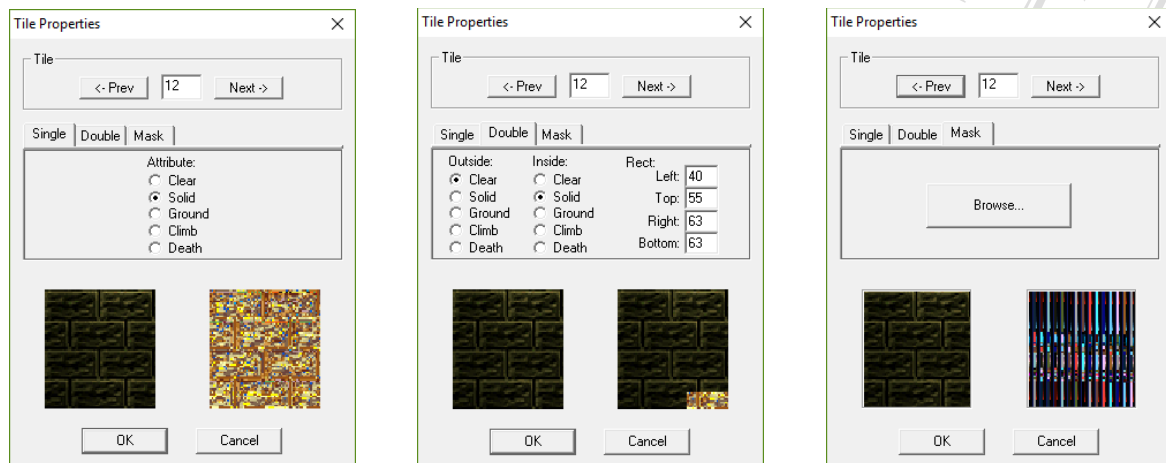 Tile Properties
Tile
<- Prev 12 Next ->
Single Double Mask
Attribute:
Clear
Solid
Ground
Climb
Death
OK Cancel
Tile Properties
Tile
<- Prev 12 Next ->
Single Double Mask
Outside: Inside: Rect:
Clear Clear Left: 40
Solid Solid Top: 55
Ground Ground Right: 63
Climb Climb Bottom: 63
Death Death
OK Cancel
Tile Properties
Tile
<- Prev 12 Next ->
Single Double Mask
Browse...
OK Cancel